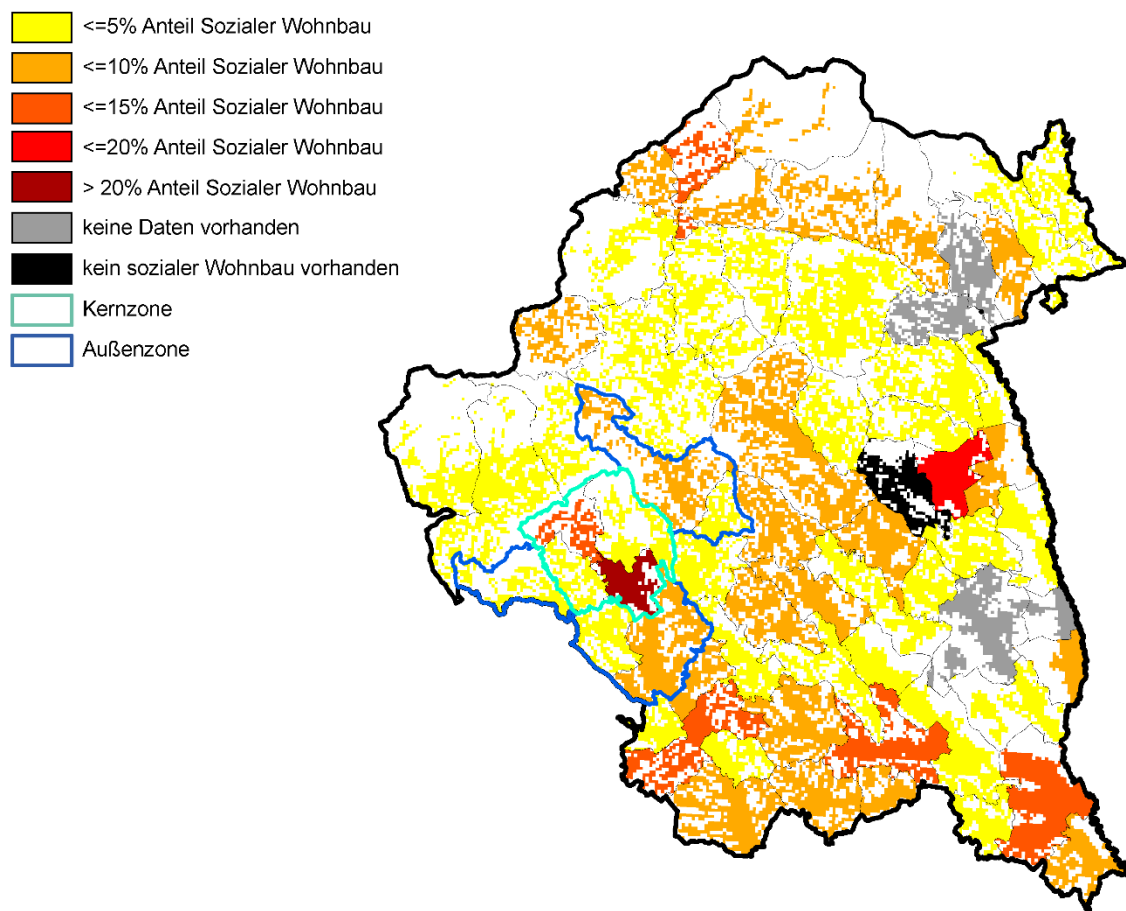 <=5% Anteil Sozialer Wohnbau
<=10% Anteil Sozialer Wohnbau
<=15% Anteil Sozialer Wohnbau
<=20% Anteil Sozialer Wohnbau
> 20% Anteil Sozialer Wohnbau
keine Daten vorhanden
kein sozialer Wohnbau vorhanden
Kernzone
Außenzone